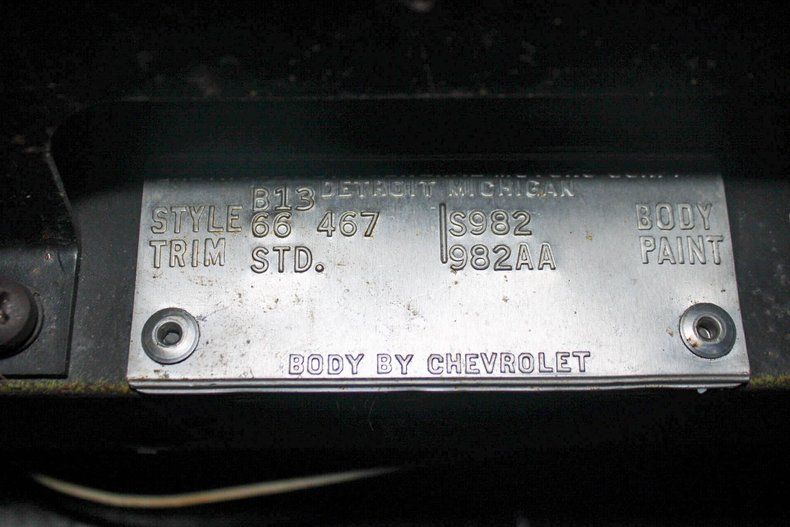 DETROIT MICHIGAN
B13
STYLE 66 467 S982 BODY
TRIM STD. 982AA PAINT
BODY BY CHEVROLET